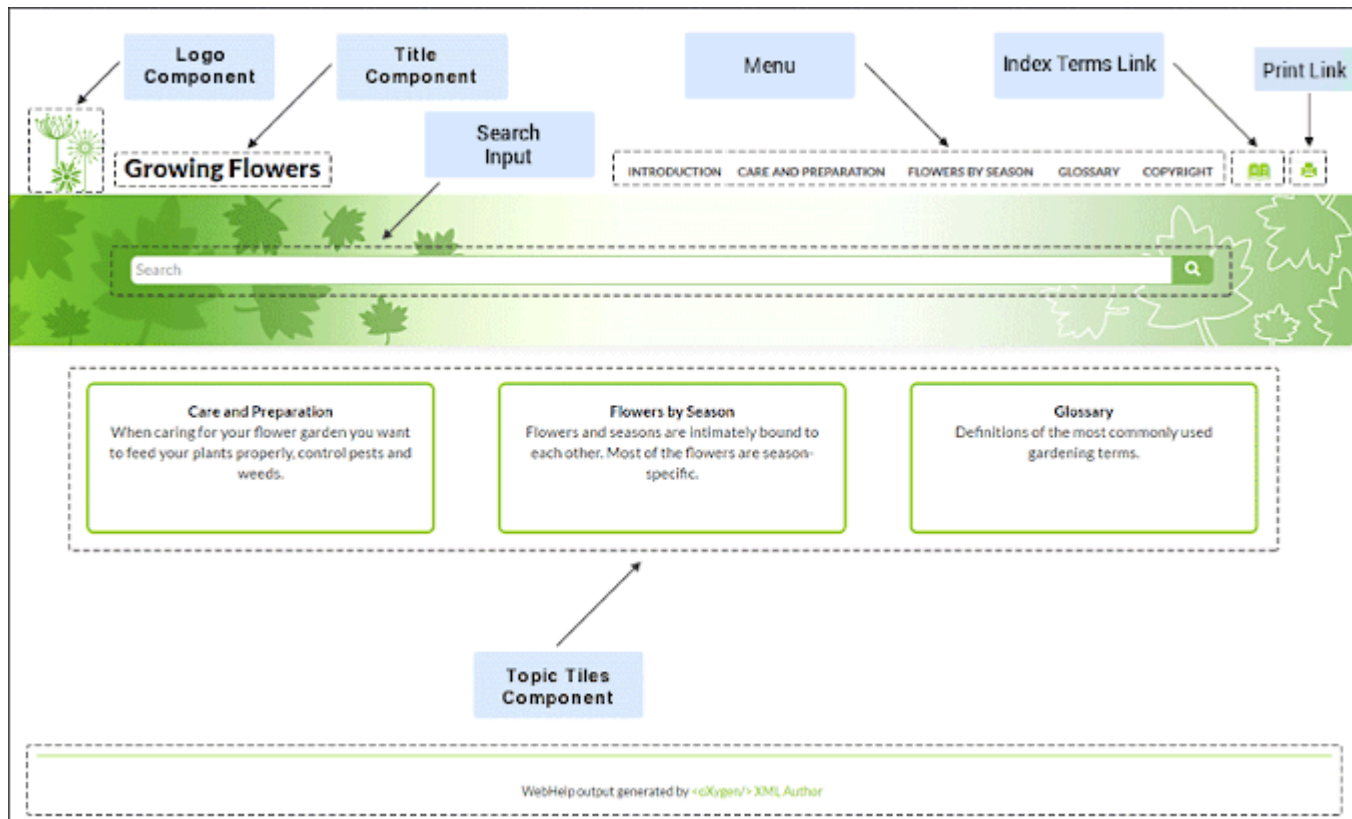 Logo
Component
Title
Component
Menu
Index Terms Link
Print Link
Search
Input
Growing Flowers
INTRODUCTION CARE AND PREPARATION FLOWERS BY SEASON GLOSSARY COPYRIGHT
Search
Care and Preparation
When caring for your flower garden you want
to feed your plants properly, control pests and
weeds.
Flowers by Season
Flowers and seasons are intimately bound to
each other. Most of the flowers are season-
specific.
Glossary
Definitions of the most commonly used
gardening terms.
Topic Tiles
Component
WebHelp output generated by <oXygen/> XML Author